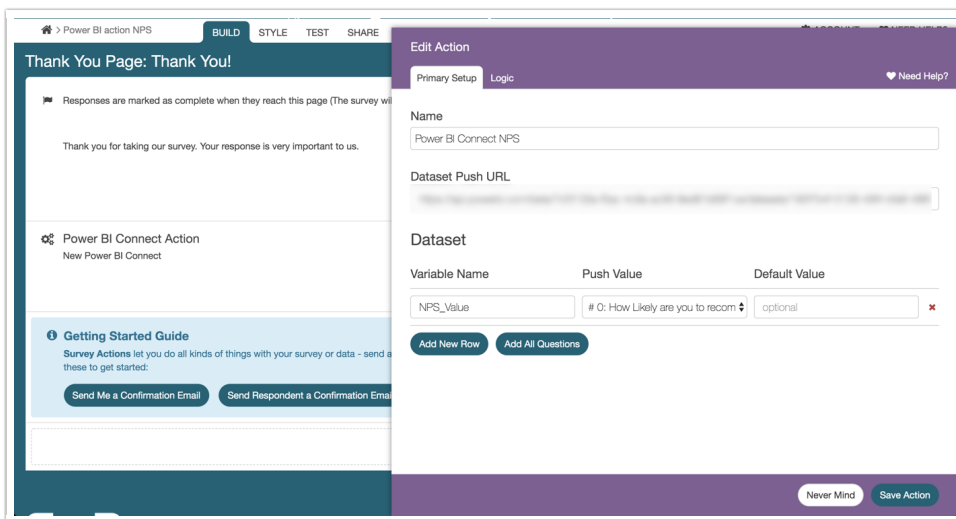 > Power BI action NPS
BUILD STYLE TEST SHARE
Thank You Page: Thank You!
Responses are marked as complete when they reach this page (The survey wil
Thank you for taking our survey. Your response is very important to us.
Power BI Connect Action
New Power BI Connect
Getting Started Guide
Survey Actions let you do all kinds of things with your survey or data - send a
these to get started:
Send Me a Confirmation Email Send Respondent a Confirmation Emai
Edit Action
Primary Setup Logic Need Help?
Name
Power BI Connect NPS
Dataset Push URL
Dataset
Variable Name Push Value Default Value
NPS_Value # 0: How Likely are you to recom optional
Add New Row Add All Questions
Never Mind Save Action